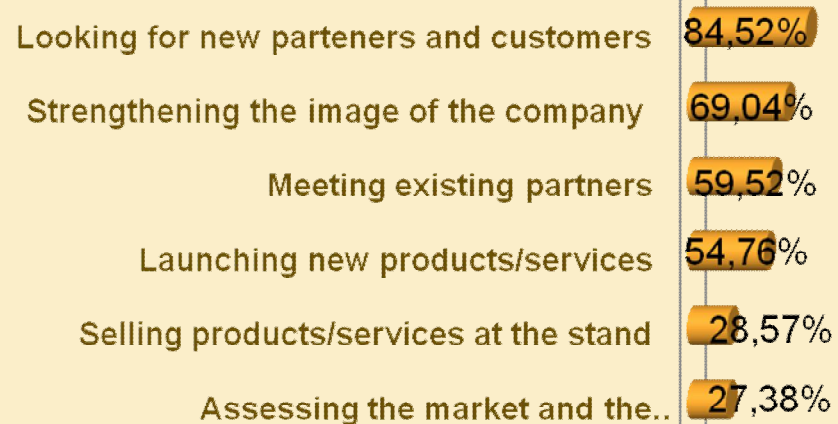 Looking for new parteners and customers 84,52%
Strengthening the image of the company 69,04%
Meeting existing partners 59,52%
Launching new products/services 54,76%
Selling products/services at the stand 28,57%
Assessing the market and the.. 27,38%